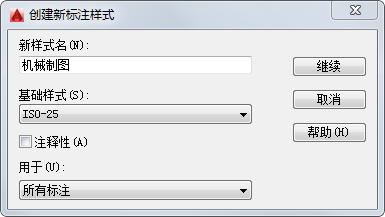 创建新标注样式
新样式名(N):
机械制图
继续
基础样式(S):
ISO-25
取消
注释性(A)
帮助(H)
用于(U):
所有标注